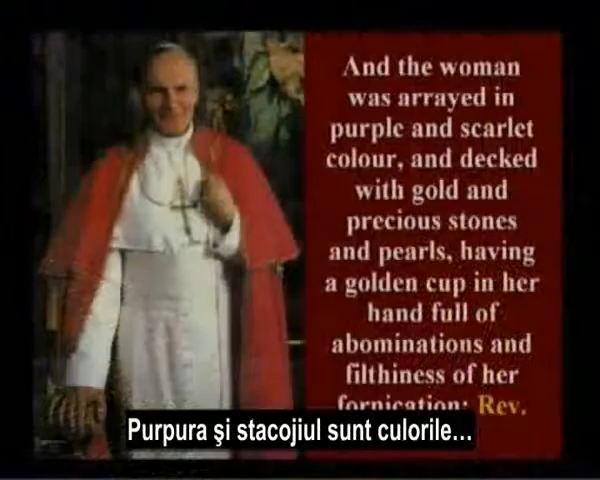 And the woman
was arrayed in
purple and scarlet
colour, and decked
with gold and
precious stones
and pearls, having
a golden cup in her
hand full of
abominations and
filthiness of her
fornication: Rev.
Purpura şi stacojiul sunt culorile…